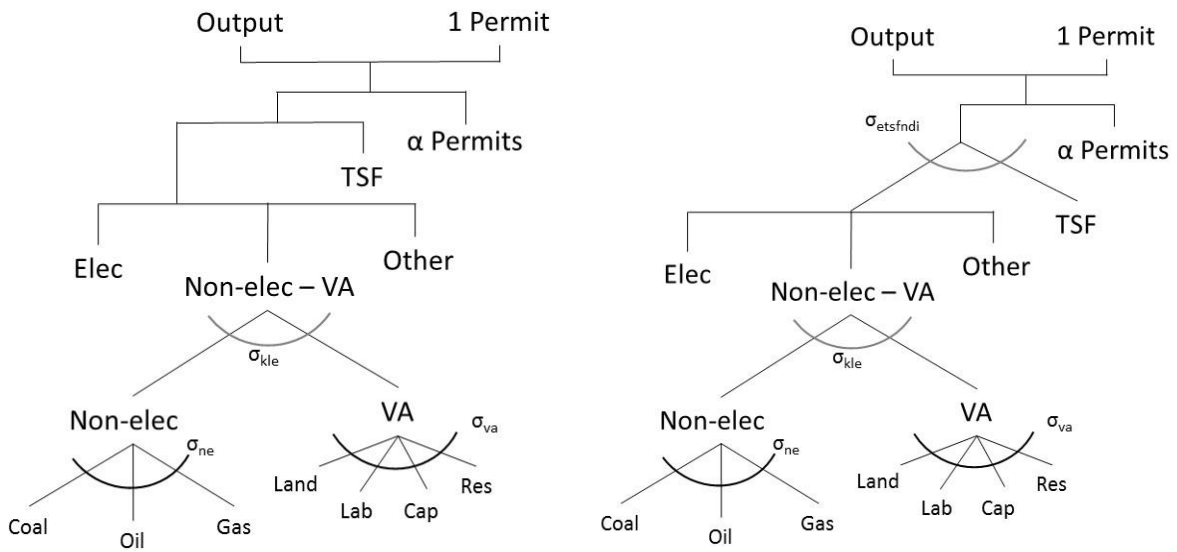 Output 1 Permit
α Permits
TSF
Elec
Other
Non-elec – VA
σkle
Non-elec
VA
σne
σva
Land
Lab
Cap
Res
Coal
Oil
Gas
Output 1 Permit
σetsfndi
α Permits
TSF
Elec
Other
Non-elec – VA
σkle
Non-elec
VA
σne
σva
Land
Lab
Cap
Res
Coal
Oil
Gas